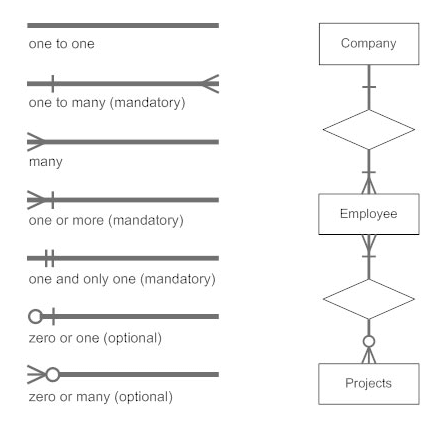 one to one
one to many (mandatory)
many
one or more (mandatory)
one and only one (mandatory)
zero or one (optional)
zero or many (optional)
Company
Employee
Projects